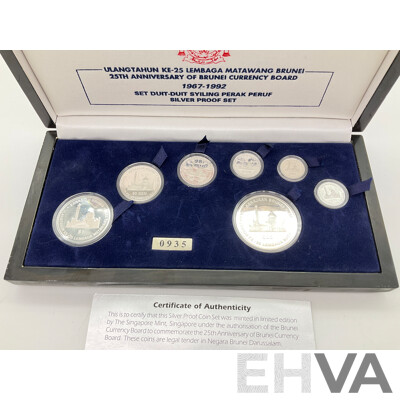 ULANGTAHUN KE-25 LEMBAGA MATAWANG BRUNEI
25TH ANNIVERSARY OF BRUNEI CURRENCY BOARD
1967-1992
SET DUIT-DUIT SYILING PERAK PERUF
SILVER PROOF SET
0935
Certificate of Authenticity
This is to certify that this Silver Proof Coin Set was minted in limited edition
by The Singapore Mint, Singapore under the authorisation of the Brunei
Currency Board to commemorate the 25th Anniversary of Brunei Currency
Board. These coins are legal tender in Negara Brunei Darussalam.
EHVA